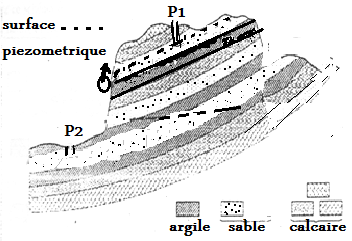 P1
surface
piezometrique
P2
argile sable calcaire